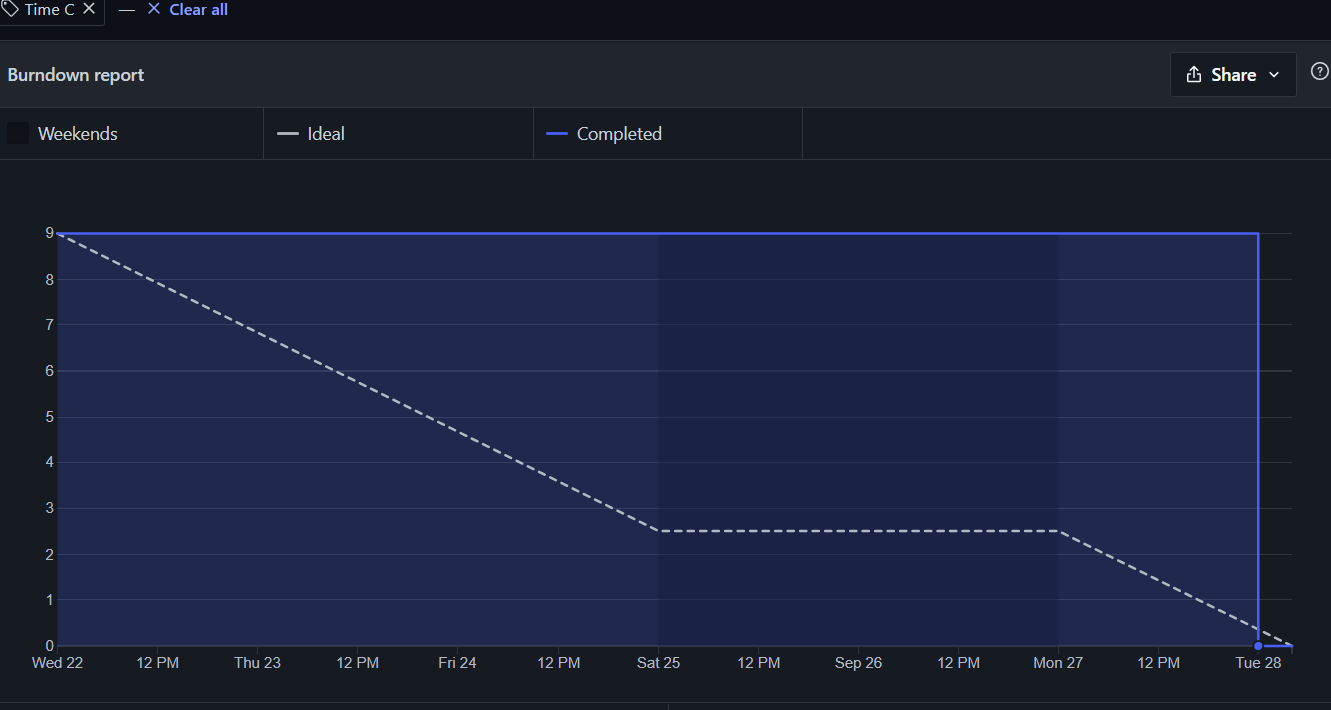 Time C — Clear all
Burndown report
Share
Weekends
Ideal
Completed
9
8
7
6
5
4
3
2
1
0
Wed 22 12 PM Thu 23 12 PM Fri 24 12 PM Sat 25 12 PM Sep 26 12 PM Mon 27 12 PM Tue 28